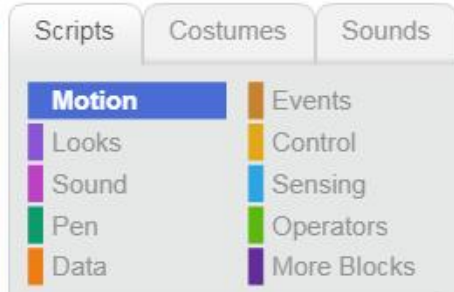 Scripts Costumes Sounds
Motion Events
Looks Control
Sound Sensing
Pen Operators
Data More Blocks